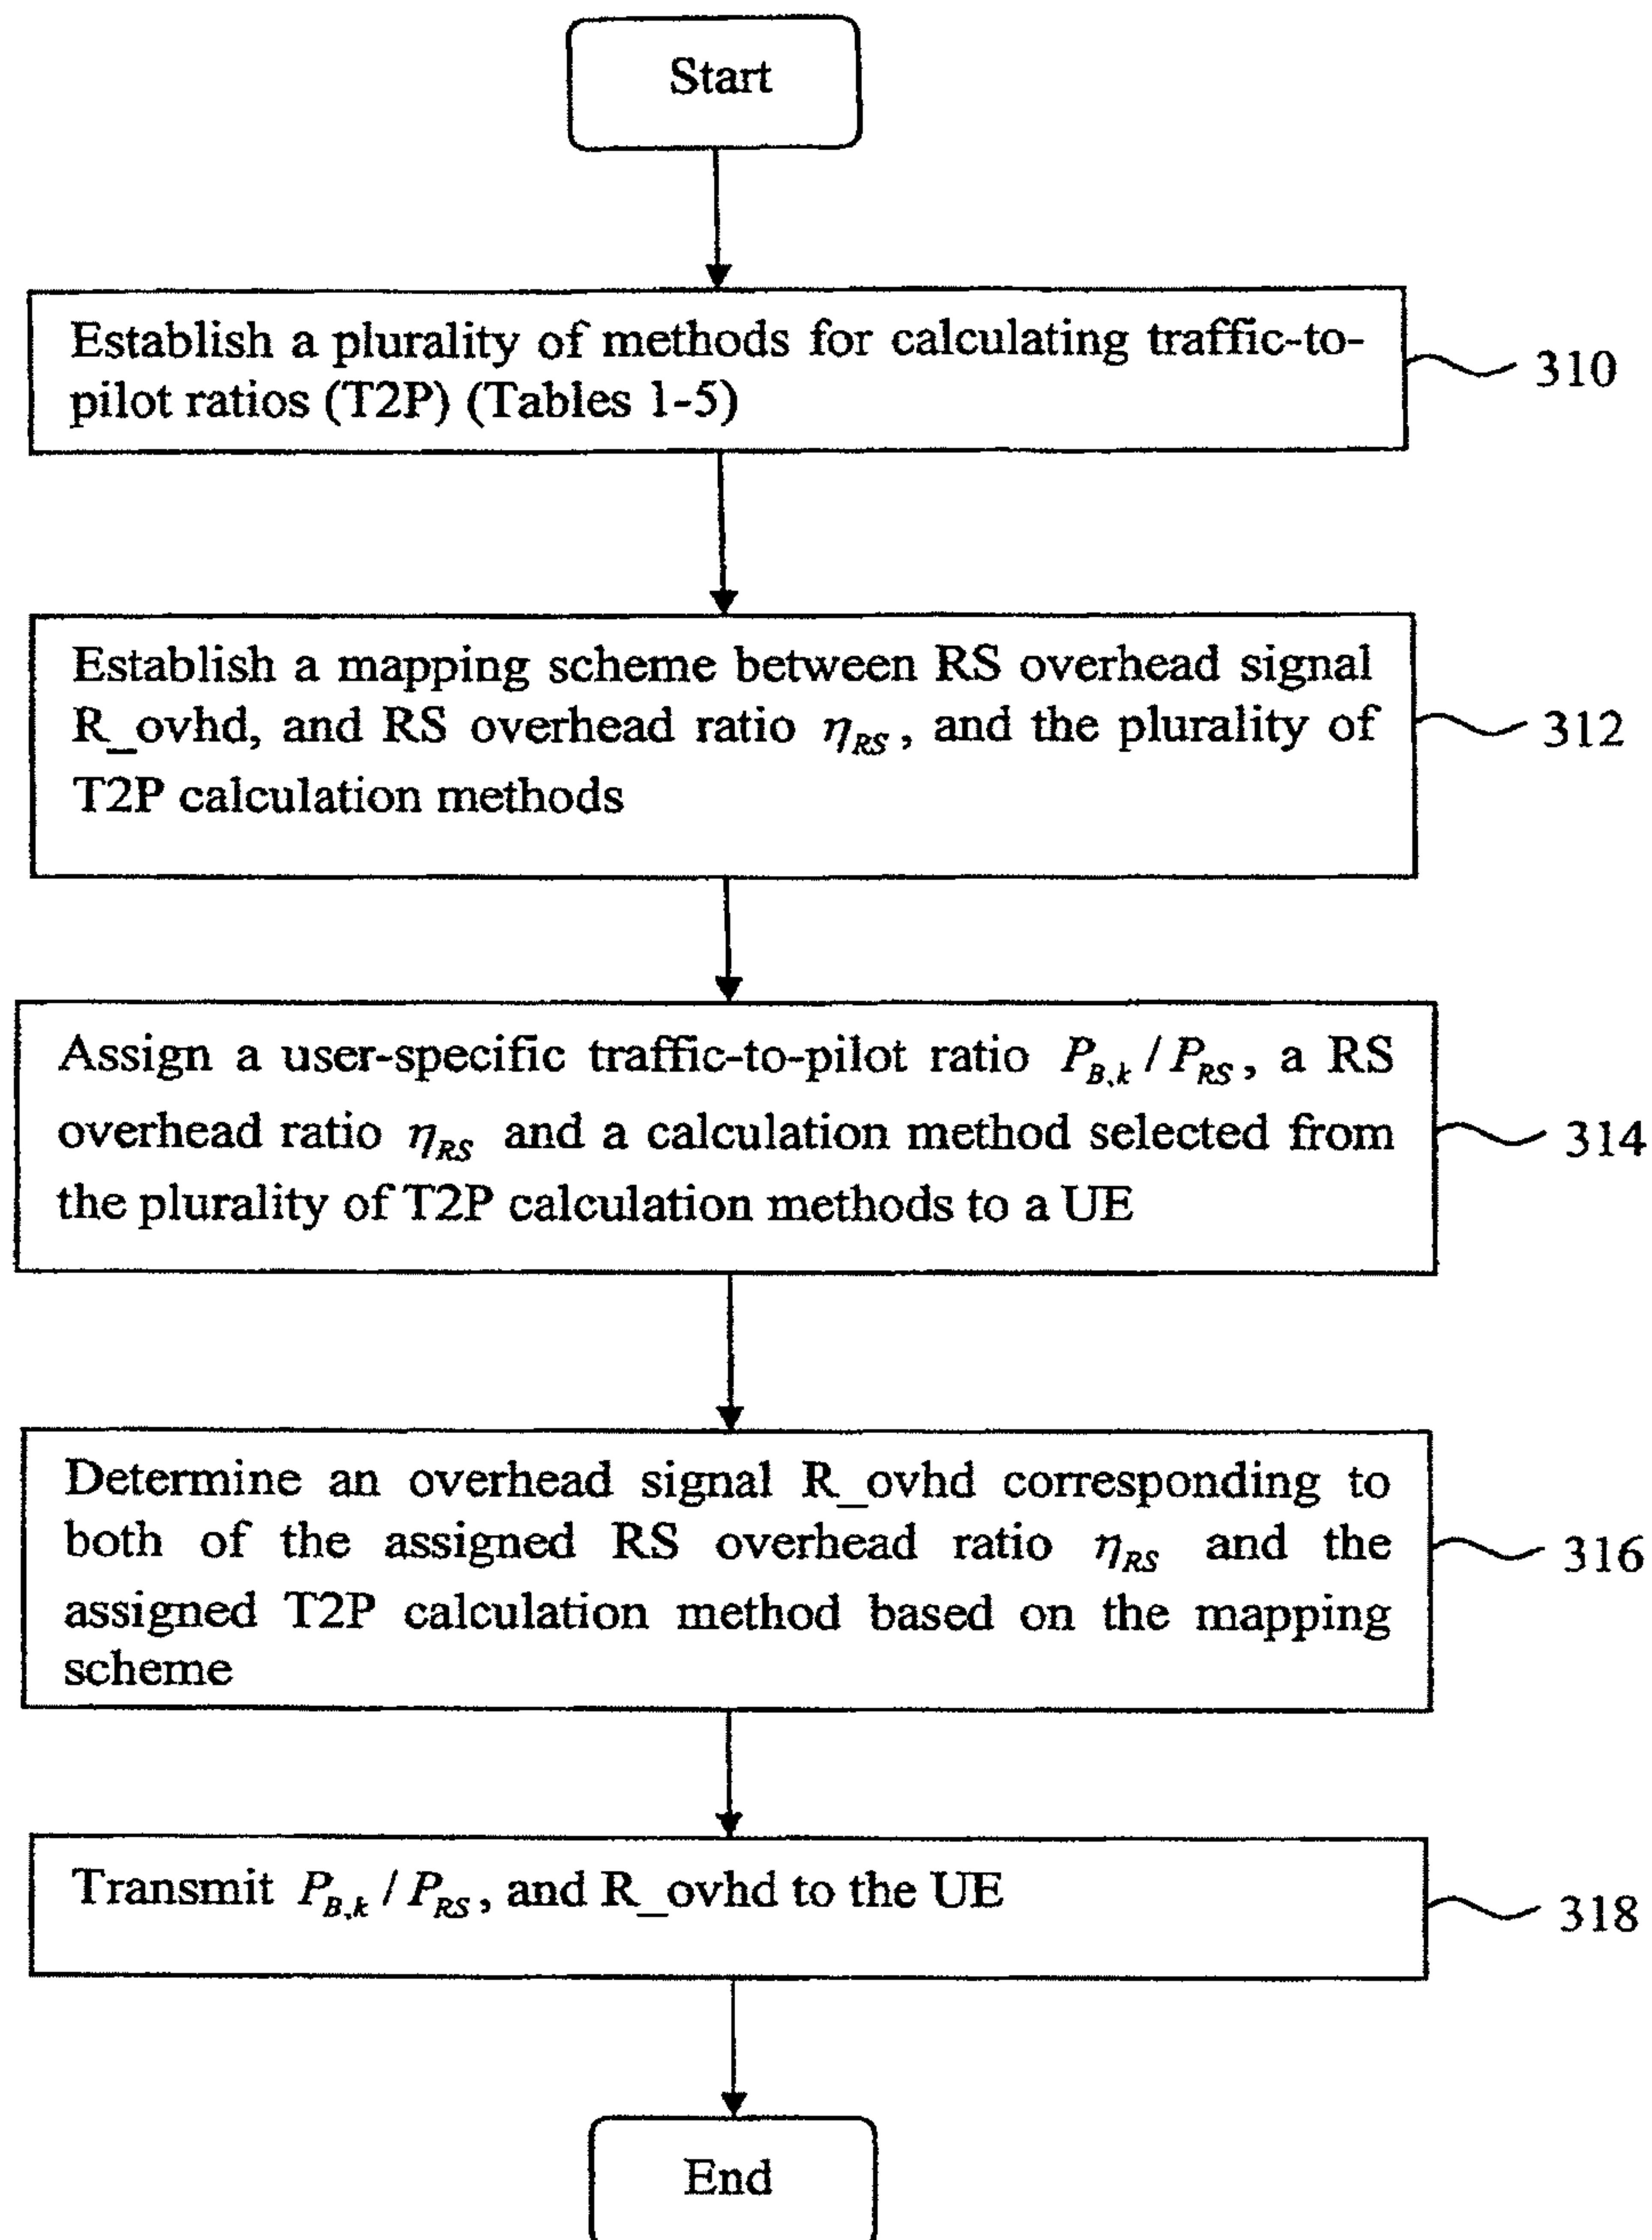 Start
Establish a plurality of methods for calculating traffic-to-
pilot ratios (T2P) (Tables 1-5)
310
Establish a mapping scheme between RS overhead signal
R_ovhd, and RS overhead ratio η_RS, and the plurality of
T2P calculation methods
312
Assign a user-specific traffic-to-pilot ratio P_B,k / P_RS, a RS
overhead ratio η_RS and a calculation method selected from
the plurality of T2P calculation methods to a UE
314
Determine an overhead signal R_ovhd corresponding to
both of the assigned RS overhead ratio η_RS and the
assigned T2P calculation method based on the mapping
scheme
316
Transmit P_B,k / P_RS, and R_ovhd to the UE
318
End